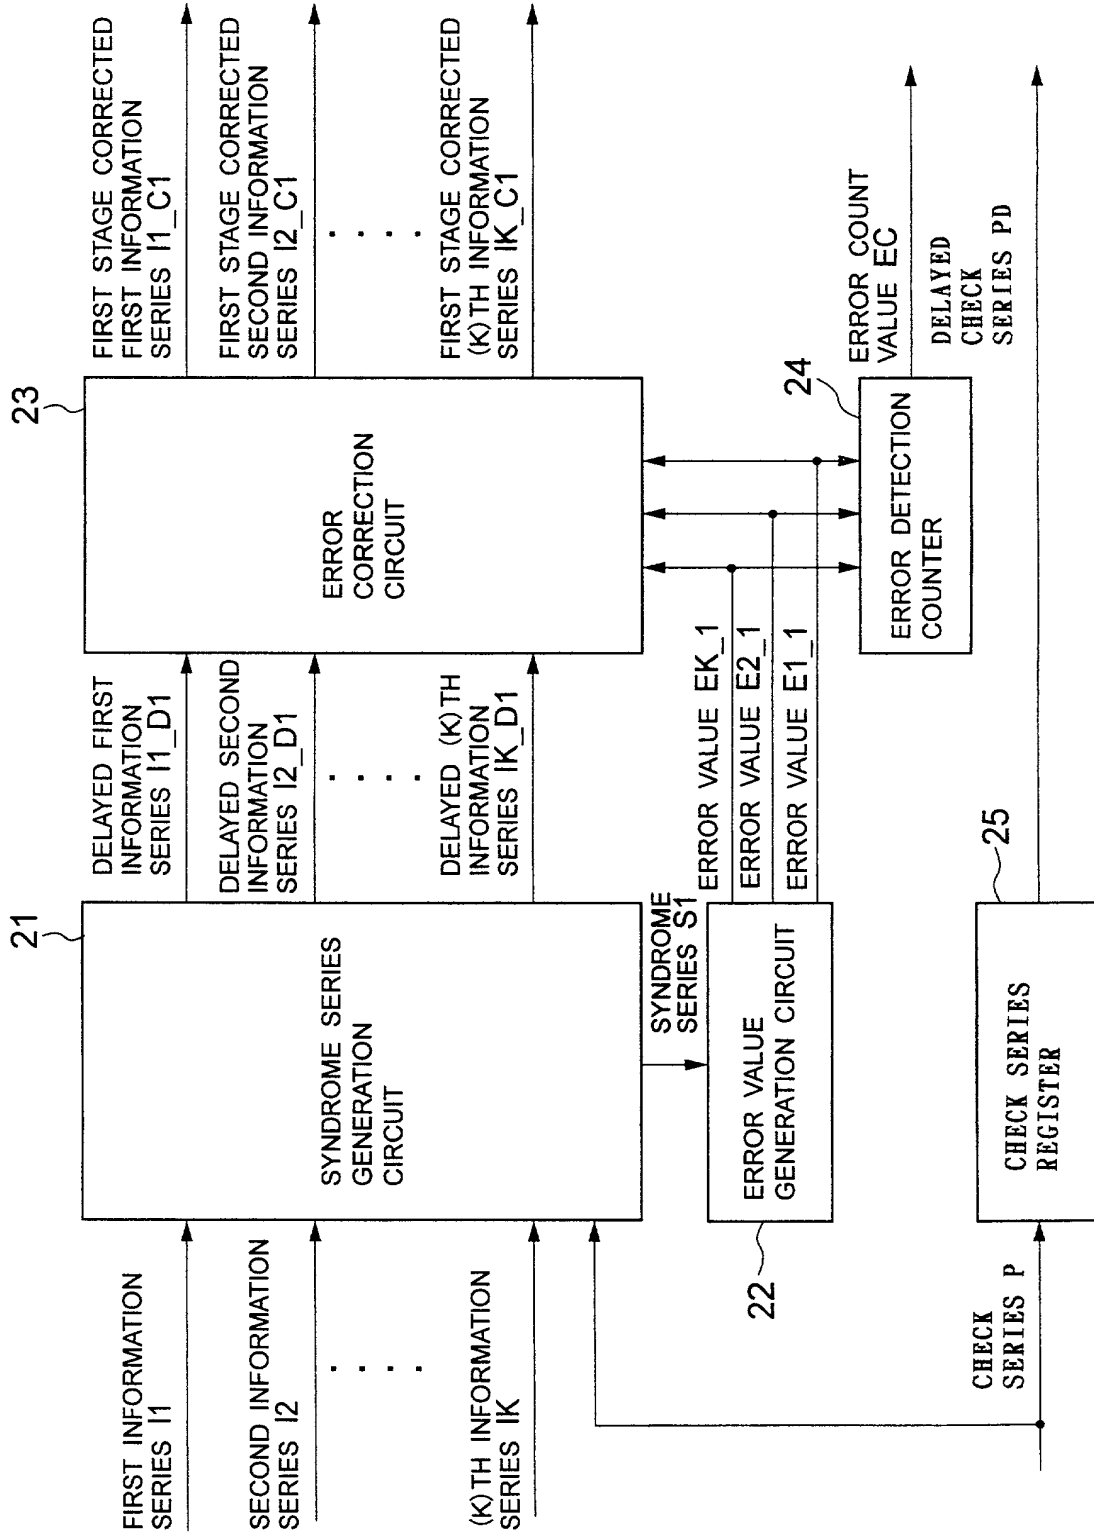 FIRST INFORMATION
SERIES I1
SECOND INFORMATION
SERIES I2
(K)TH INFORMATION
SERIES IK
CHECK
SERIES P
21
SYNDROME SERIES
GENERATION
CIRCUIT
SYNDROME
SERIES S1
22
ERROR VALUE
GENERATION CIRCUIT
25
CHECK SERIES
REGISTER
DELAYED FIRST
INFORMATION
SERIES I1_D1
DELAYED SECOND
INFORMATION
SERIES I2_D1
DELAYED (K)TH
INFORMATION
SERIES IK_D1
ERROR VALUE EK_1
ERROR VALUE E2_1
ERROR VALUE E1_1
23
ERROR
CORRECTION
CIRCUIT
24
ERROR DETECTION
COUNTER
FIRST STAGE CORRECTED
FIRST INFORMATION
SERIES I1_C1
FIRST STAGE CORRECTED
SECOND INFORMATION
SERIES I2_C1
FIRST STAGE CORRECTED
(K)TH INFORMATION
SERIES IK_C1
ERROR COUNT
VALUE EC
DELAYED
CHECK
SERIES PD